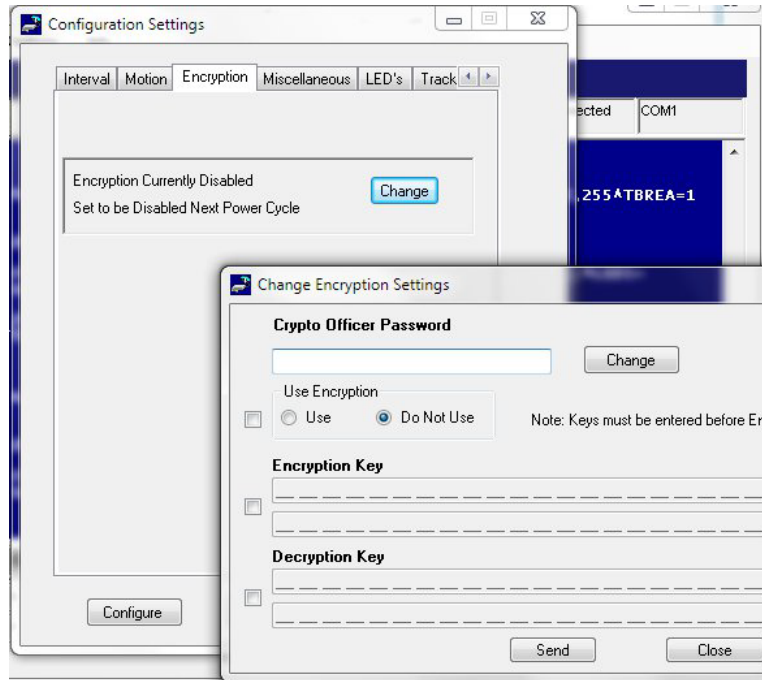 Configuration Settings
Interval Motion Encryption Miscellaneous LED's Track
ected COM1
Encryption Currently Disabled
Change
Set to be Disabled Next Power Cycle
,255^TBREA=1
Change Encryption Settings
Crypto Officer Password
Change
Use Encryption
Use Do Not Use
Note: Keys must be entered before Er
Encryption Key
Decryption Key
Configure
Send Close